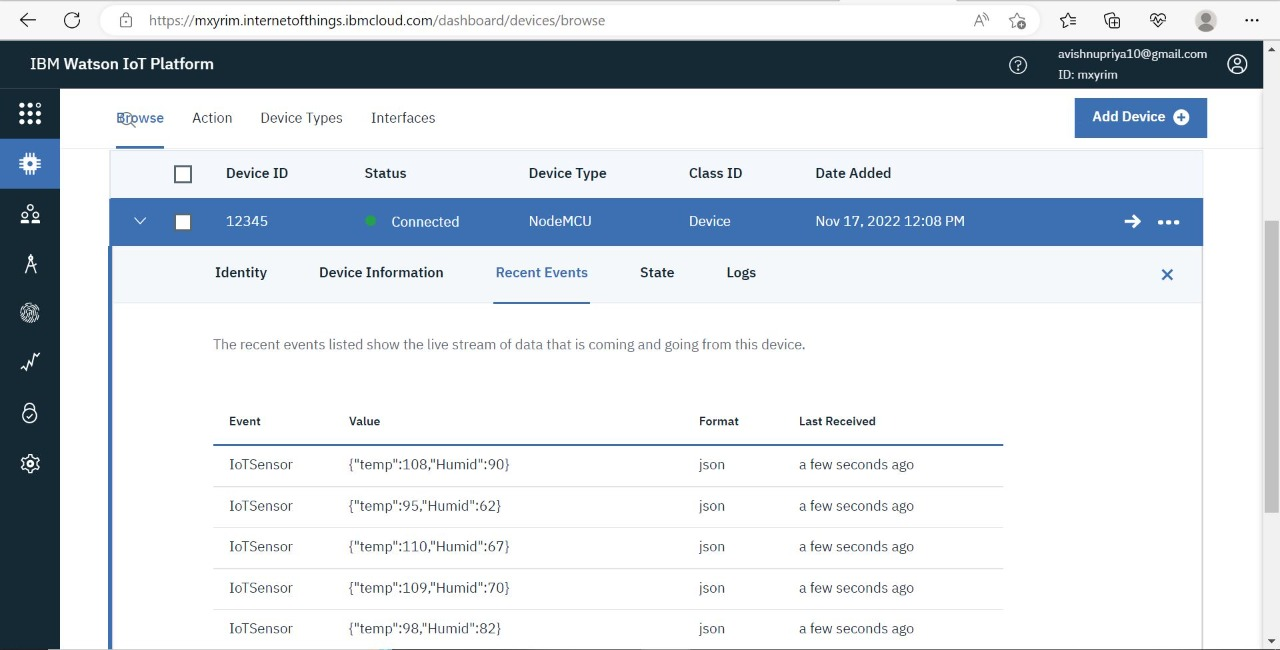 https://mxyrim.internetofthings.ibmcloud.com/dashboard/devices/browse
IBM Watson IoT Platform
avishnupriya10@gmail.com
ID: mxyrim
Browse Action Device Types Interfaces
Add Device
Device ID Status Device Type Class ID Date Added
12345 Connected NodeMCU Device Nov 17, 2022 12:08 PM
Identity Device Information Recent Events State Logs
The recent events listed show the live stream of data that is coming and going from this device.
Event Value Format Last Received
IoTSensor {"temp":108,"Humid":90} json a few seconds ago
IoTSensor {"temp":95,"Humid":62} json a few seconds ago
IoTSensor {"temp":110,"Humid":67} json a few seconds ago
IoTSensor {"temp":109,"Humid":70} json a few seconds ago
IoTSensor {"temp":98,"Humid":82} json a few seconds ago